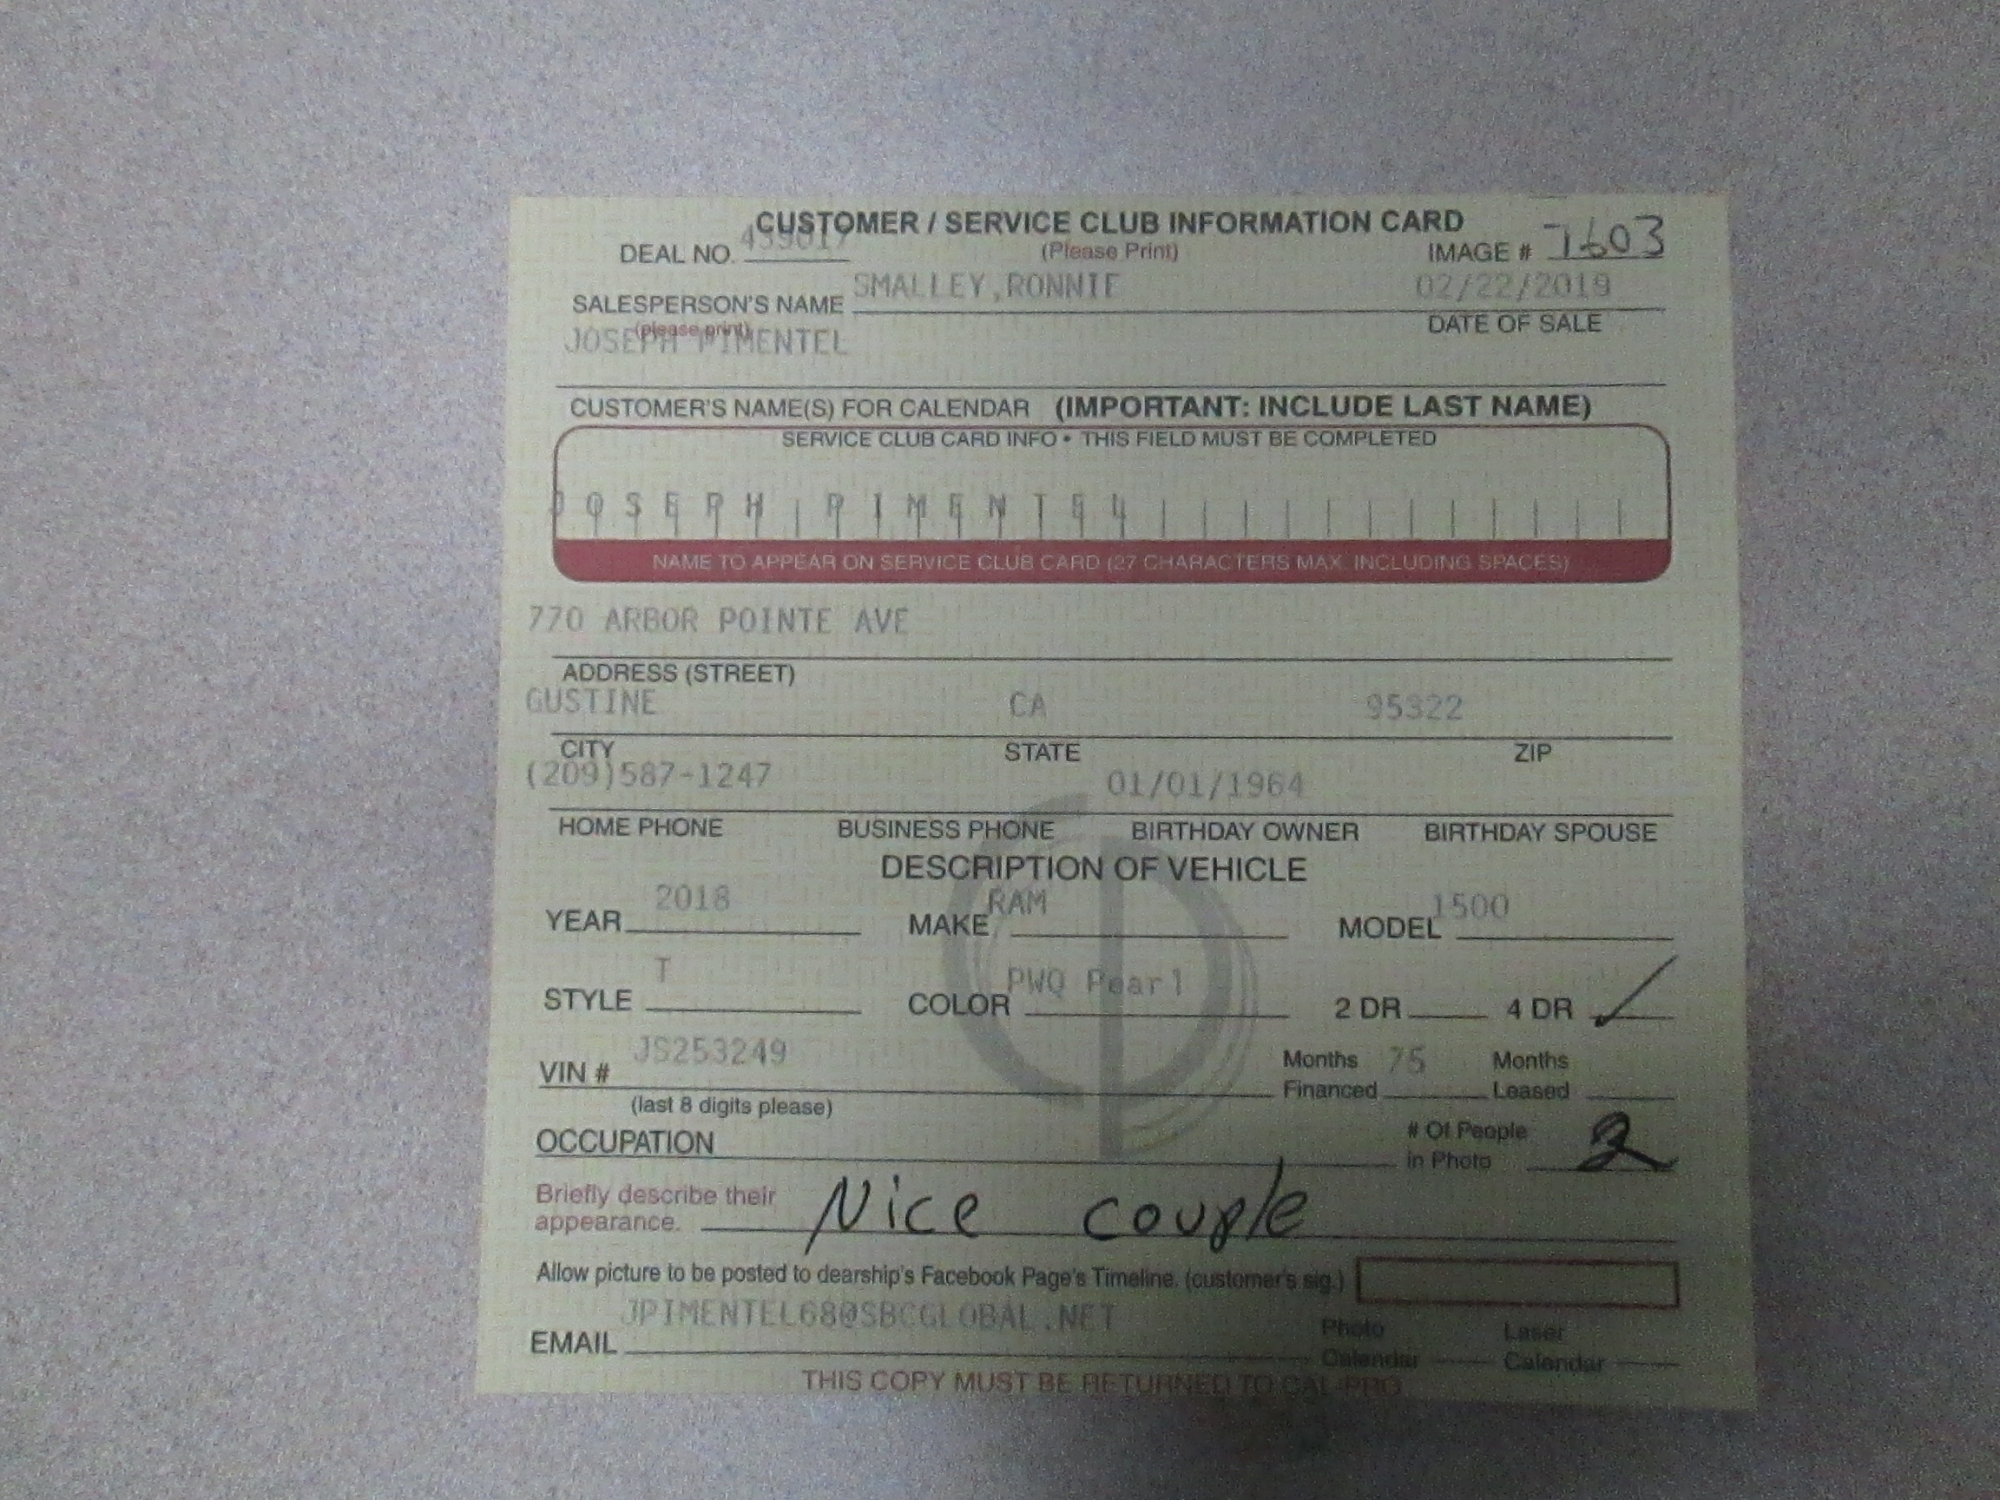 CUSTOMER / SERVICE CLUB INFORMATION CARD
DEAL NO. (Please Print) IMAGE # 7603
SALESPERSON'S NAME SMALLEY,RONNIE 02/22/2019
(please print) DATE OF SALE
JOSEPH PIMENTEL
CUSTOMER'S NAME(S) FOR CALENDAR (IMPORTANT: INCLUDE LAST NAME)
SERVICE CLUB CARD INFO • THIS FIELD MUST BE COMPLETED
JOSEPH PIMENTEL
NAME TO APPEAR ON SERVICE CLUB CARD (27 CHARACTERS MAX. INCLUDING SPACES)
770 ARBOR POINTE AVE
ADDRESS (STREET)
GUSTINE CA 95322
CITY STATE ZIP
(209)587-1247 01/01/1964
HOME PHONE BUSINESS PHONE BIRTHDAY OWNER BIRTHDAY SPOUSE
DESCRIPTION OF VEHICLE
YEAR 2018 MAKE RAM MODEL 1500
STYLE T COLOR PWQ Pearl 2 DR 4 DR ✓
VIN # JS253249 Months Financed 75 Months Leased
(last 8 digits please)
OCCUPATION # Of People in Photo 2
Briefly describe their appearance. Nice couple
Allow picture to be posted to dearship's Facebook Page's Timeline. (customer's sig.)
EMAIL JPIMENTEL68@SBCGLOBAL.NET Photo Calendar Laser Calendar
THIS COPY MUST BE RETURNED TO CAL-PRO